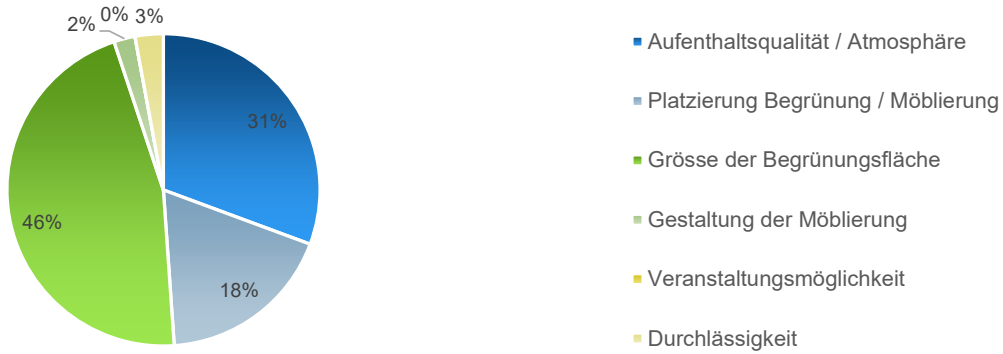 2%
0%
3%
31%
46%
18%
Aufenthaltsqualität / Atmosphäre
Platzierung Begrünung / Möblierung
Grösse der Begrünungsfläche
Gestaltung der Möblierung
Veranstaltungsmöglichkeit
Durchlässigkeit